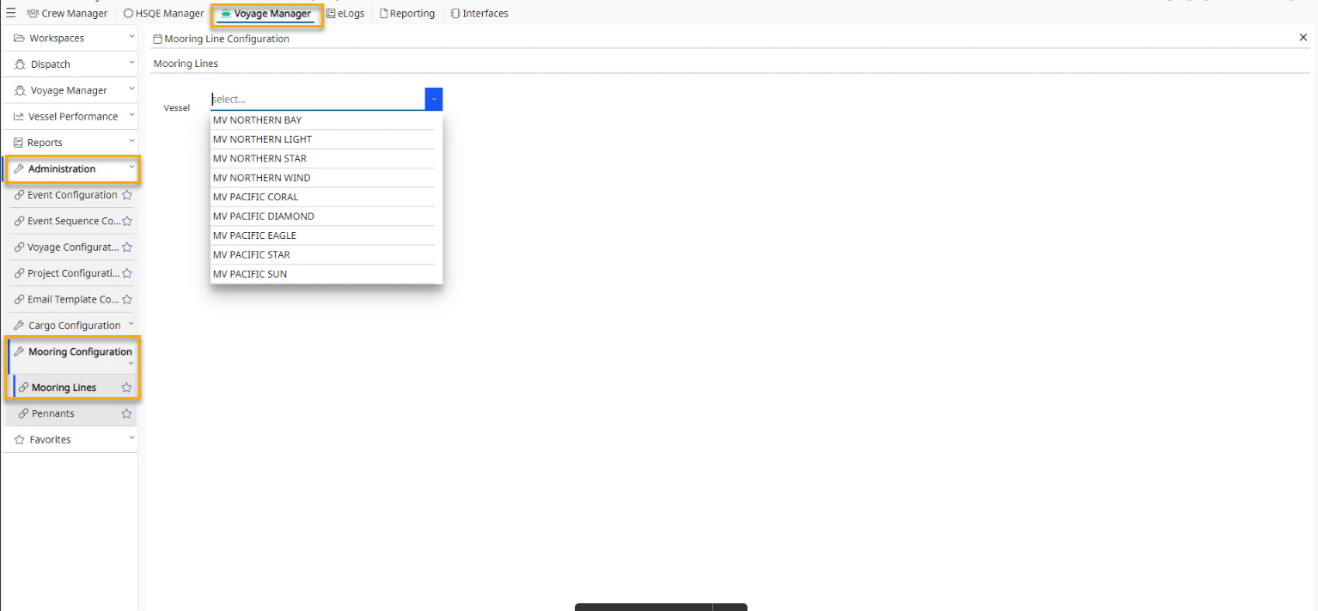 Crew Manager HSQE Manager Voyage Manager eLogs Reporting Interfaces
Workspaces
Dispatch
Voyage Manager
Vessel Performance
Reports
Administration
Event Configuration
Event Sequence Co...
Voyage Configurat...
Project Configurati...
Email Template Co...
Cargo Configuration
Mooring Configuration
Mooring Lines
Pennants
Favorites
Mooring Line Configuration
Mooring Lines
Vessel
select...
MV NORTHERN BAY
MV NORTHERN LIGHT
MV NORTHERN STAR
MV NORTHERN WIND
MV PACIFIC CORAL
MV PACIFIC DIAMOND
MV PACIFIC EAGLE
MV PACIFIC STAR
MV PACIFIC SUN